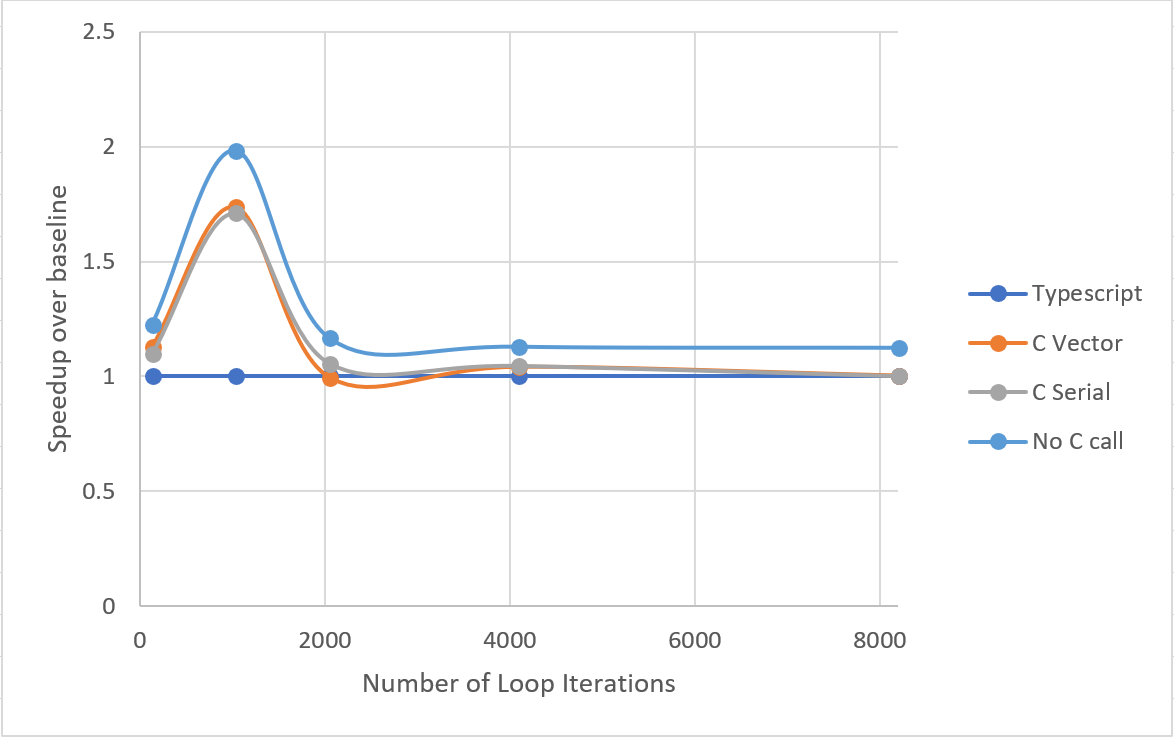 2.5
2
1.5
1
0.5
0
0 2000 4000 6000 8000
Speedup over baseline
Number of Loop Iterations
Typescript
C Vector
C Serial
No C call